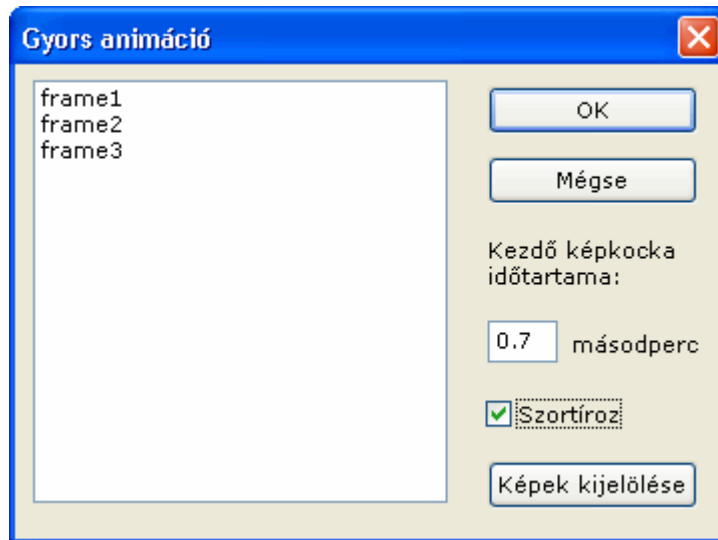 Gyors animáció
frame1
frame2
frame3
OK
Mégse
Kezdő képkocka
időtartama:
0.7 másodperc
Szortíroz
Képek kijelölése